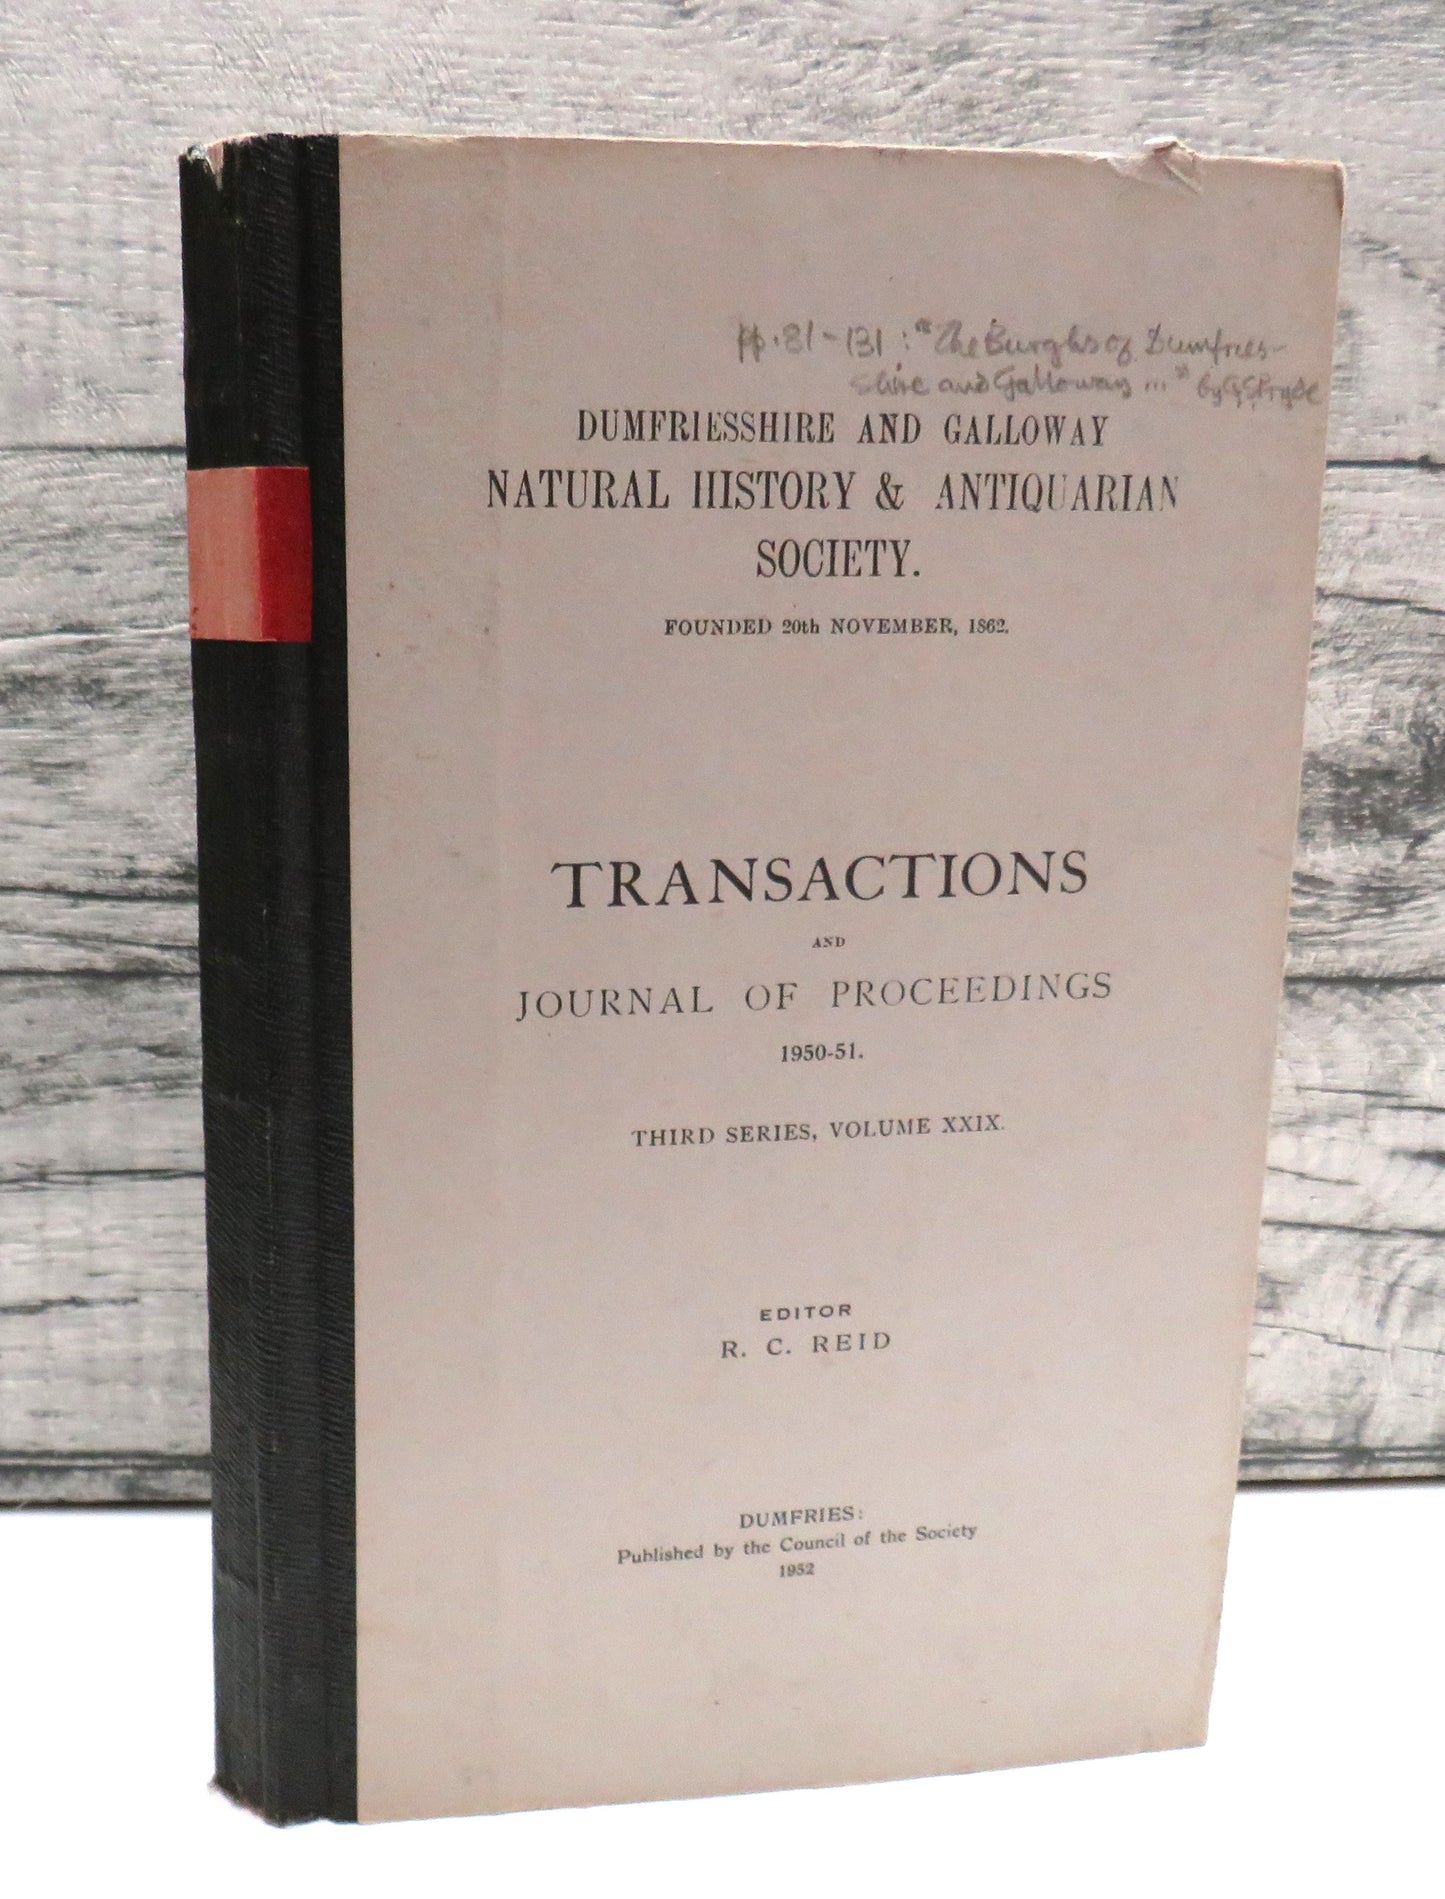 pp. 81-131 : "The Burghs of Dumfries-
shire and Galloway ..." by G S Pryde
DUMFRIESSHIRE AND GALLOWAY
NATURAL HISTORY & ANTIQUARIAN
SOCIETY.
FOUNDED 20th NOVEMBER, 1862.
TRANSACTIONS
AND
JOURNAL OF PROCEEDINGS
1950-51.
THIRD SERIES, VOLUME XXIX.
EDITOR
R. C. REID
DUMFRIES:
Published by the Council of the Society
1952